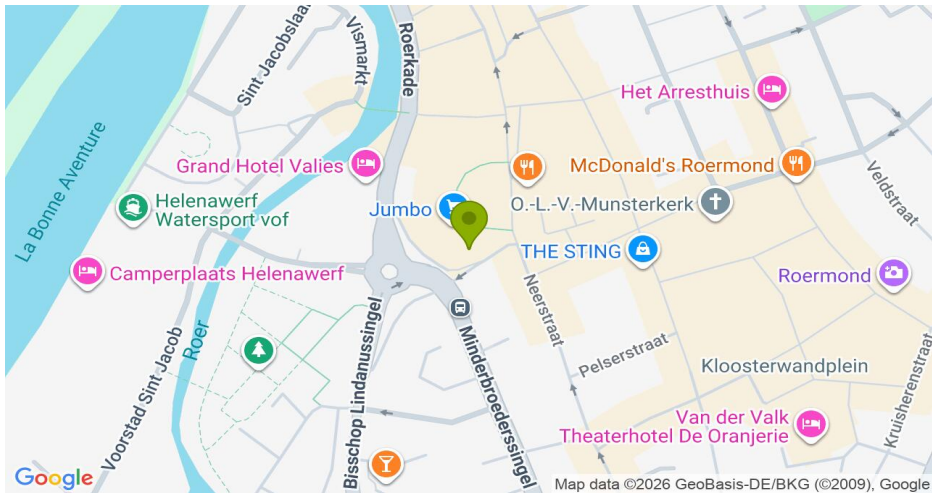 Vismarkt
Roerkade
Sint Jacobslaa
Het Arresthuis
La Bonne Aventure
Grand Hotel Valies
McDonald's Roermond
Veldstraat
Helenawerf
Watersport vof
Jumbo
O.-L.-V.-Munsterkerk
THE STING
Camperplaats Helenawerf
Roermond
Neerstraat
Roer
Bisschop Lindanussingel
Minderbroederssingel
Pelserstraat
Kloosterwandplein
Voorstad Sint Jacob
Kruisherenstraat
Van der Valk
Theaterhotel De Oranjerie
Google
Map data ©2026 GeoBasis-DE/BKG (©2009), Google